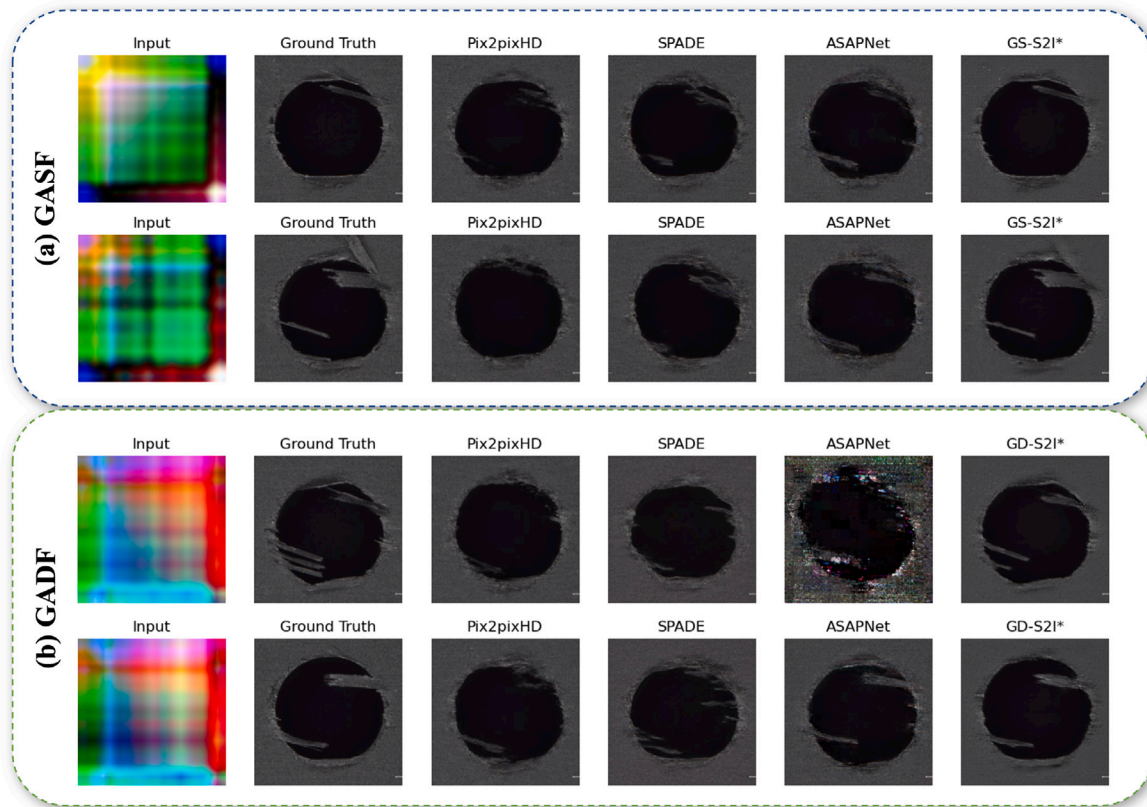 (a) GASF
Input Ground Truth Pix2pixHD SPADE ASAPNet GS-S2I*
Input Ground Truth Pix2pixHD SPADE ASAPNet GS-S2I*
(b) GADF
Input Ground Truth Pix2pixHD SPADE ASAPNet GD-S2I*
Input Ground Truth Pix2pixHD SPADE ASAPNet GD-S2I*